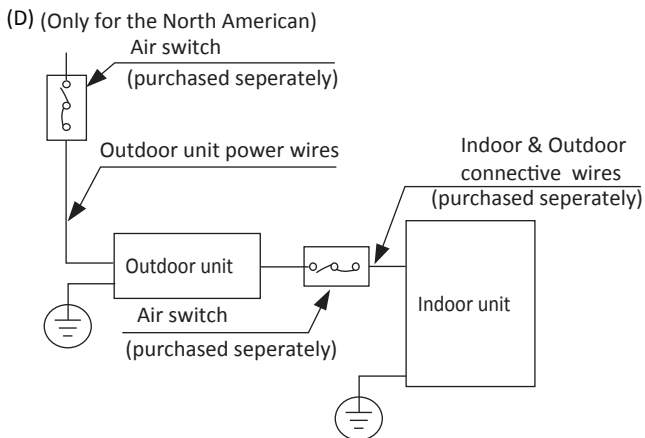 (D) (Only for the North American)
Air switch
(purchased seperately)
Outdoor unit power wires
Indoor & Outdoor
connective wires
(purchased seperately)
Outdoor unit
Indoor unit
Air switch
(purchased seperately)